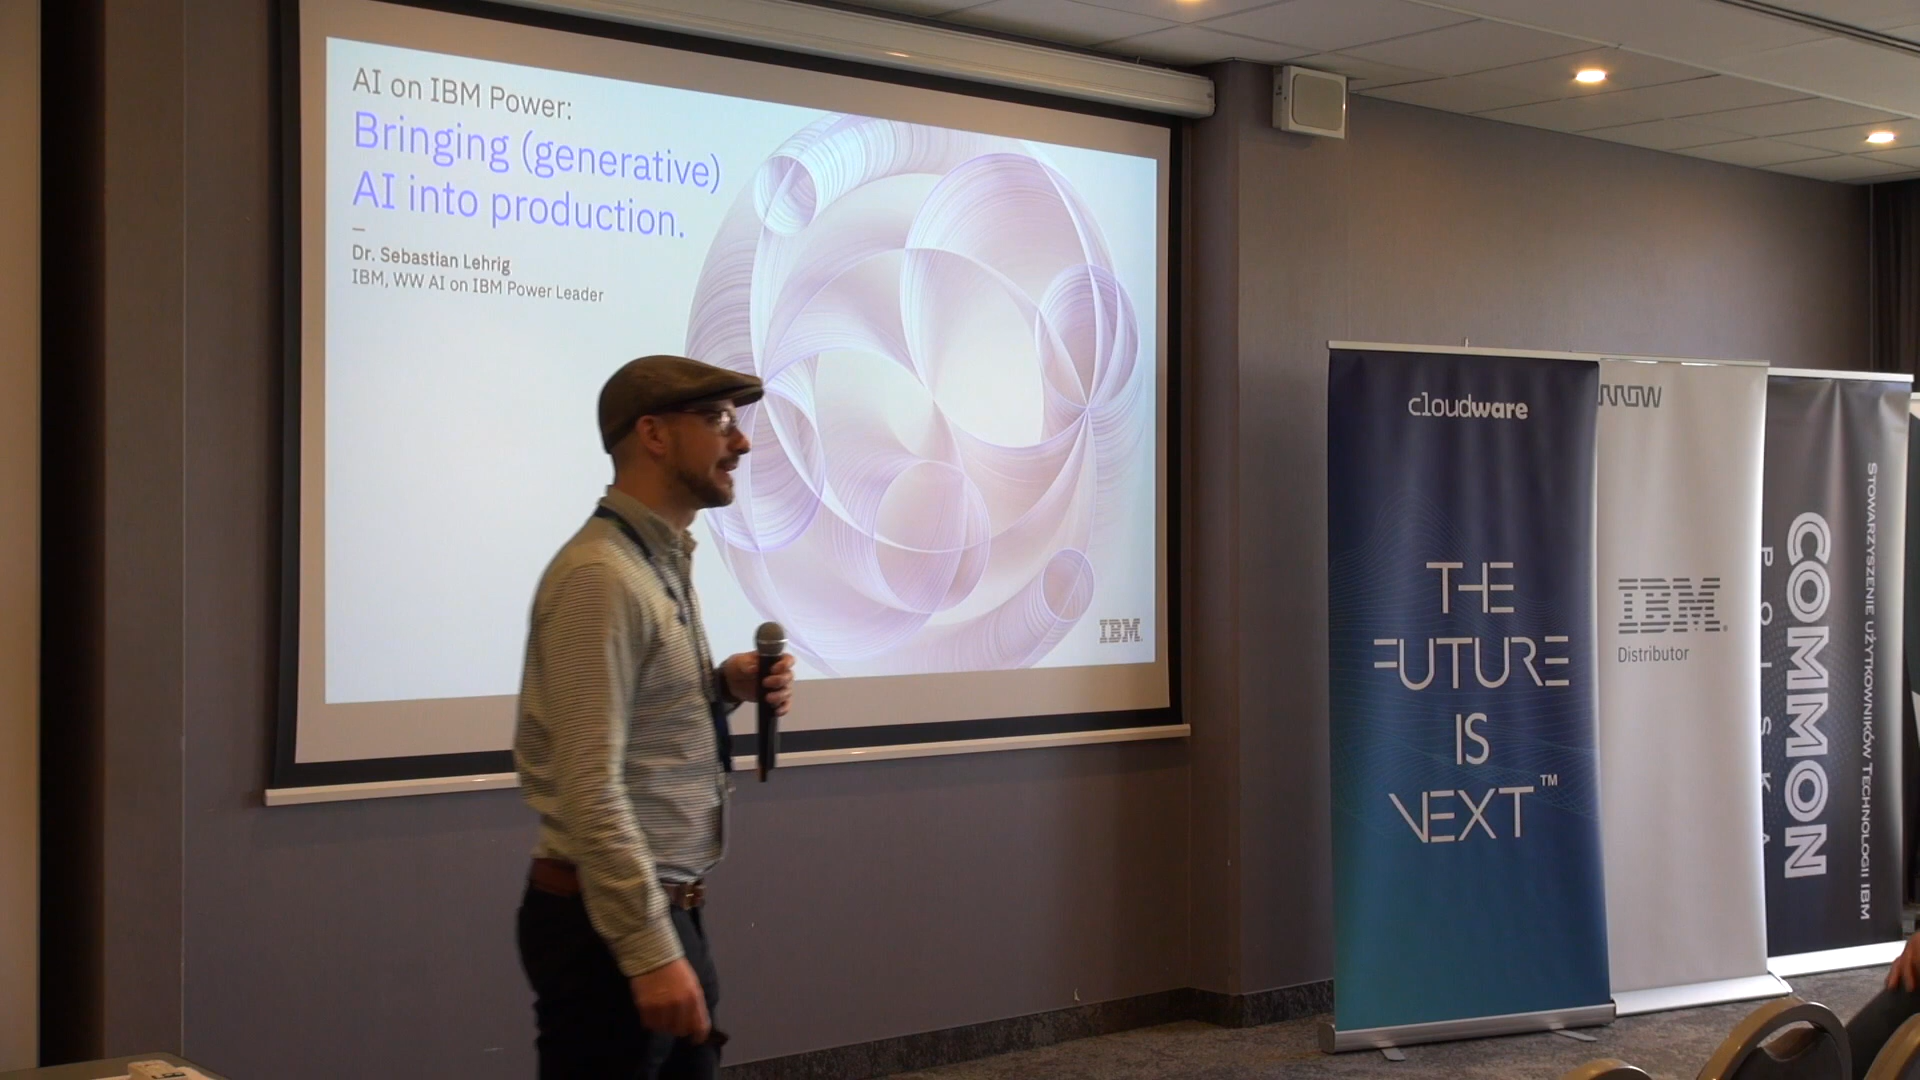 AI on IBM Power:
Bringing (generative)
AI into production.
–
Dr. Sebastian Lehrig
IBM, WW AI on IBM Power Leader
IBM
cloudware
THE
FUTURE
IS
NEXT™
IBM
Distributor
COMMON
POLSKA
STOWARZYSZENIE UŻYTKOWNIKÓW TECHNOLOGII IBM